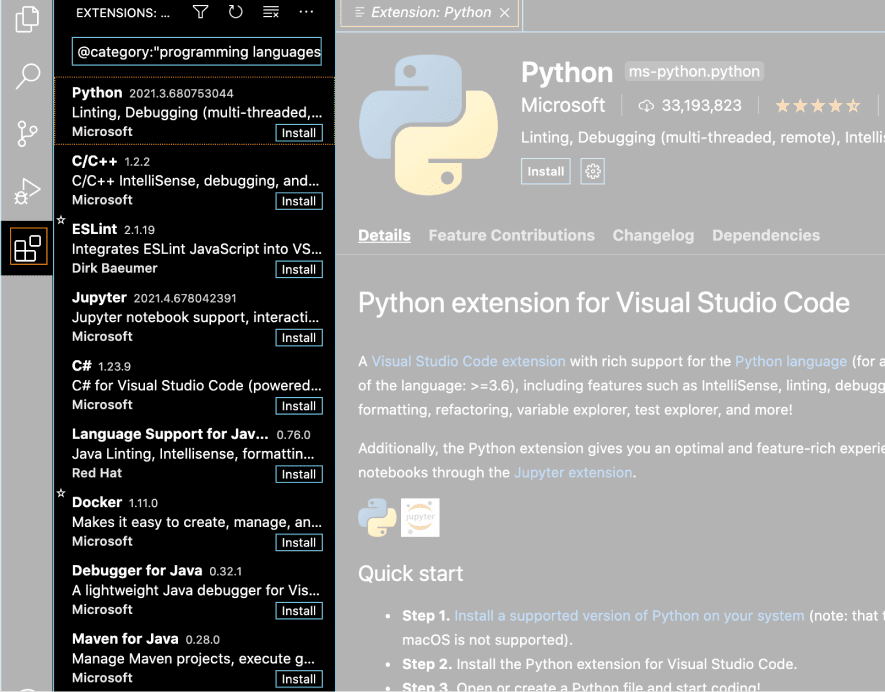 EXTENSIONS: ...
@category:"programming languages
Python 2021.3.680753044
Linting, Debugging (multi-threaded,...
Microsoft
Install
C/C++ 1.2.2
C/C++ IntelliSense, debugging, and...
Microsoft
Install
ESLint 2.1.19
Integrates ESLint JavaScript into VS...
Dirk Baeumer
Install
Jupyter 2021.4.678042391
Jupyter notebook support, interacti...
Microsoft
Install
C# 1.23.9
C# for Visual Studio Code (powered...
Microsoft
Install
Language Support for Jav... 0.76.0
Java Linting, Intellisense, formattin...
Red Hat
Install
Docker 1.11.0
Makes it easy to create, manage, an...
Microsoft
Install
Debugger for Java 0.32.1
A lightweight Java debugger for Vis...
Microsoft
Install
Maven for Java 0.28.0
Manage Maven projects, execute g...
Microsoft
Install
Extension: Python
Python ms-python.python
Microsoft 33,193,823
Linting, Debugging (multi-threaded, remote), Intellis
Install
Details Feature Contributions Changelog Dependencies
Python extension for Visual Studio Code
A Visual Studio Code extension with rich support for the Python language (for a
of the language: >=3.6), including features such as IntelliSense, linting, debugg
formatting, refactoring, variable explorer, test explorer, and more!
Additionally, the Python extension gives you an optimal and feature-rich experie
notebooks through the Jupyter extension.
jupyter
Quick start
• Step 1. Install a supported version of Python on your system (note: that t
macOS is not supported).
• Step 2. Install the Python extension for Visual Studio Code.
• Step 3. Open or create a Python file and start coding!